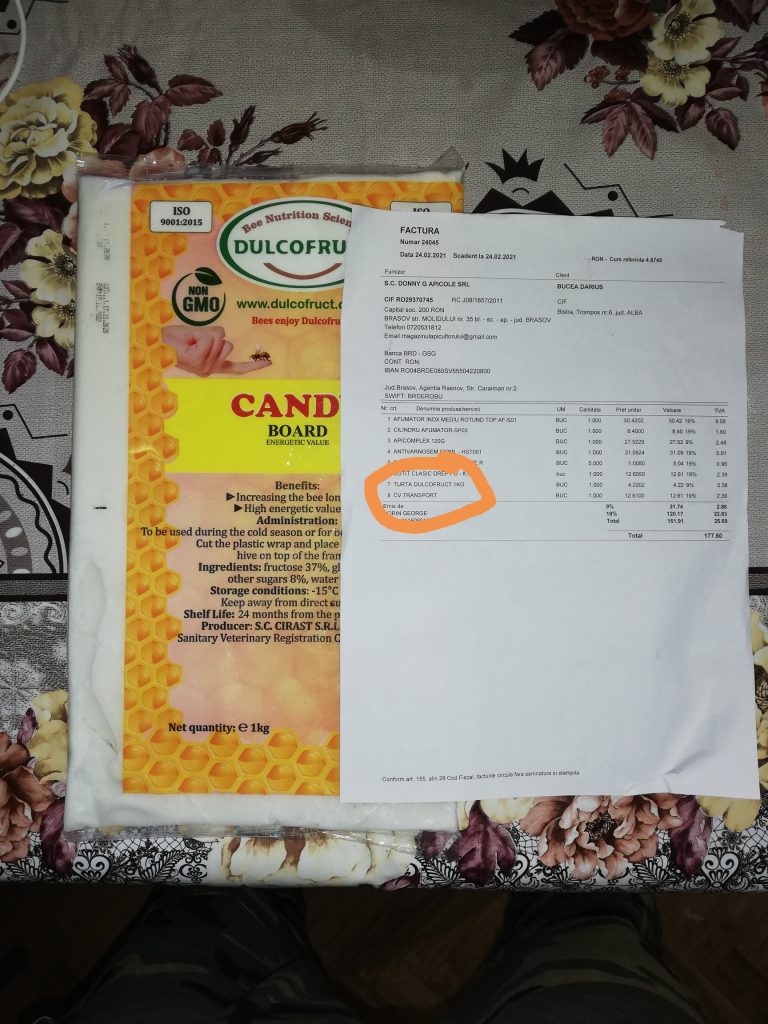 ISO
9001:2015
Bee Nutrition Scien
DULCOFRU
NON
GMO
www.dulcofruct.
Bees enjoy Dulcofru
CAND
BOARD
ENERGETIC VALUE
Benefits:
Increasing the bee lon
High energetic value
Administration:
To be used during the cold season or for b
Cut the plastic wrap and place
hive on top of the fra
Ingredients: fructose 37%, gl
other sugars 8%, water
Storage conditions: -15°C
Keep away from direct su
Shelf Life: 24 months from the p
Producer: S.C. CIRAST S.R.L
Sanitary Veterinary Registration C
Net quantity: ℮ 1kg
ISO
FACTURA
Numar 24045
Data 24.02.2021 Scadent la 24.02.2021 - RON - Curs referinta 4.8745
Furnizor Client
S.C. DONNY G APICOLE SRL BUCEA DARIUS
CIF RO29370745 RC J08/1857/2011 CIF
Capital soc. 200 RON Bistra, Trompos nr.6, jud. ALBA
BRASOV str. MOLIDULUI nr. 35 bl. - sc. - ap. - jud. BRASOV
Telefon 0720531812
Email magazinulapicultorului@gmail.com
Banca BRD - GSG
CONT RON:
IBAN RO04BRDE080SV55504220800
Jud.Brasov, Agentia Rasnov, Str. Caraiman nr.2
SWIFT: BRDEROBU
Nr. crt. Denumire produse/servicii UM Cantitate Pret unitar Valoare TVA
1 AFUMATOR INOX MEDIU ROTUND TOP AF-S01 BUC 1.000 50.4202 50.42 19% 9.58
2 CILINDRU AFUMATOR-SP03 BUC 1.000 8.4000 8.40 19% 1.60
3 APICOMPLEX 120G BUC 1.000 27.5229 27.52 9% 2.48
4 ANTIVARNOSEM - HST001 BUC 1.000 31.0924 31.09 19% 5.91
R BUC 5.000 1.0080 5.04 19% 0.96
CUTIT CLASIC DREPT buc 1.000 12.6050 12.61 19% 2.39
7 TURTA DULCOFRUCT 1KG BUC 1.000 4.2202 4.22 9% 0.38
8 CV TRANSPORT BUC 1.000 12.6100 12.61 19% 2.39
Emis de 9% 31.74 2.86
ORIN GEORGE 19% 120.17 22.83
Total 151.91 25.69
Total 177.60
Conform art. 155, alin 28 Cod Fiscal ,facturile circula fara semnatura si stampila